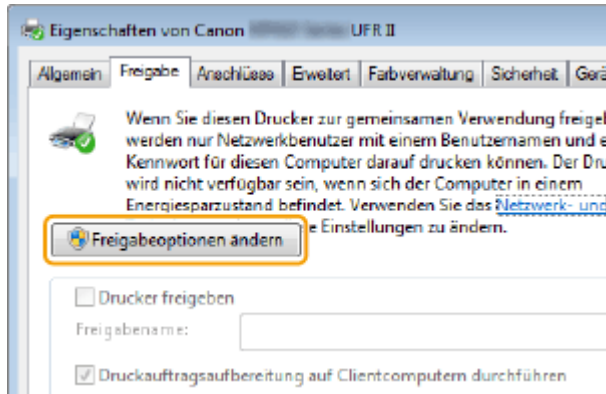 Eigenschaften von Canon UFR II
Allgemein Freigabe Anschlüsse Erweitert Farbverwaltung Sicherheit Gerä
Wenn Sie diesen Drucker zur gemeinsamen Verwendung freigeb
werden nur Netzwerkbenutzer mit einem Benutzernamen und e
Kennwort für diesen Computer darauf drucken können. Der Dru
wird nicht verfügbar sein, wenn sich der Computer in einem
Energiesparzustand befindet. Verwenden Sie das Netzwerk- und
Freigabeoptionen ändern e Einstellungen zu ändern.
Drucker freigeben
Freigabename:
Druckauftragsaufbereitung auf Clientcomputern durchführen